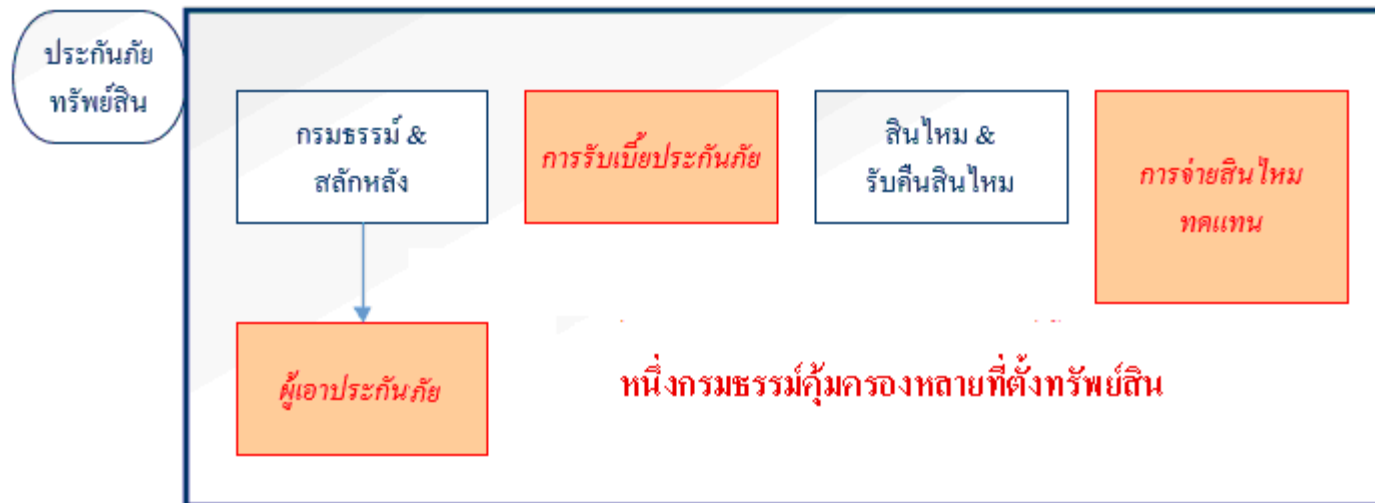 ประกันภัย
ทรัพย์สิน
กรมธรรม์ &
สลักหลัง
การรับเบี้ยประกันภัย
สินไหม &
รับคืนสินไหม
การจ่ายสินไหม
ทดแทน
ผู้เอาประกันภัย
หนึ่งกรมธรรม์คุ้มครองหลายที่ตั้งทรัพย์สิน